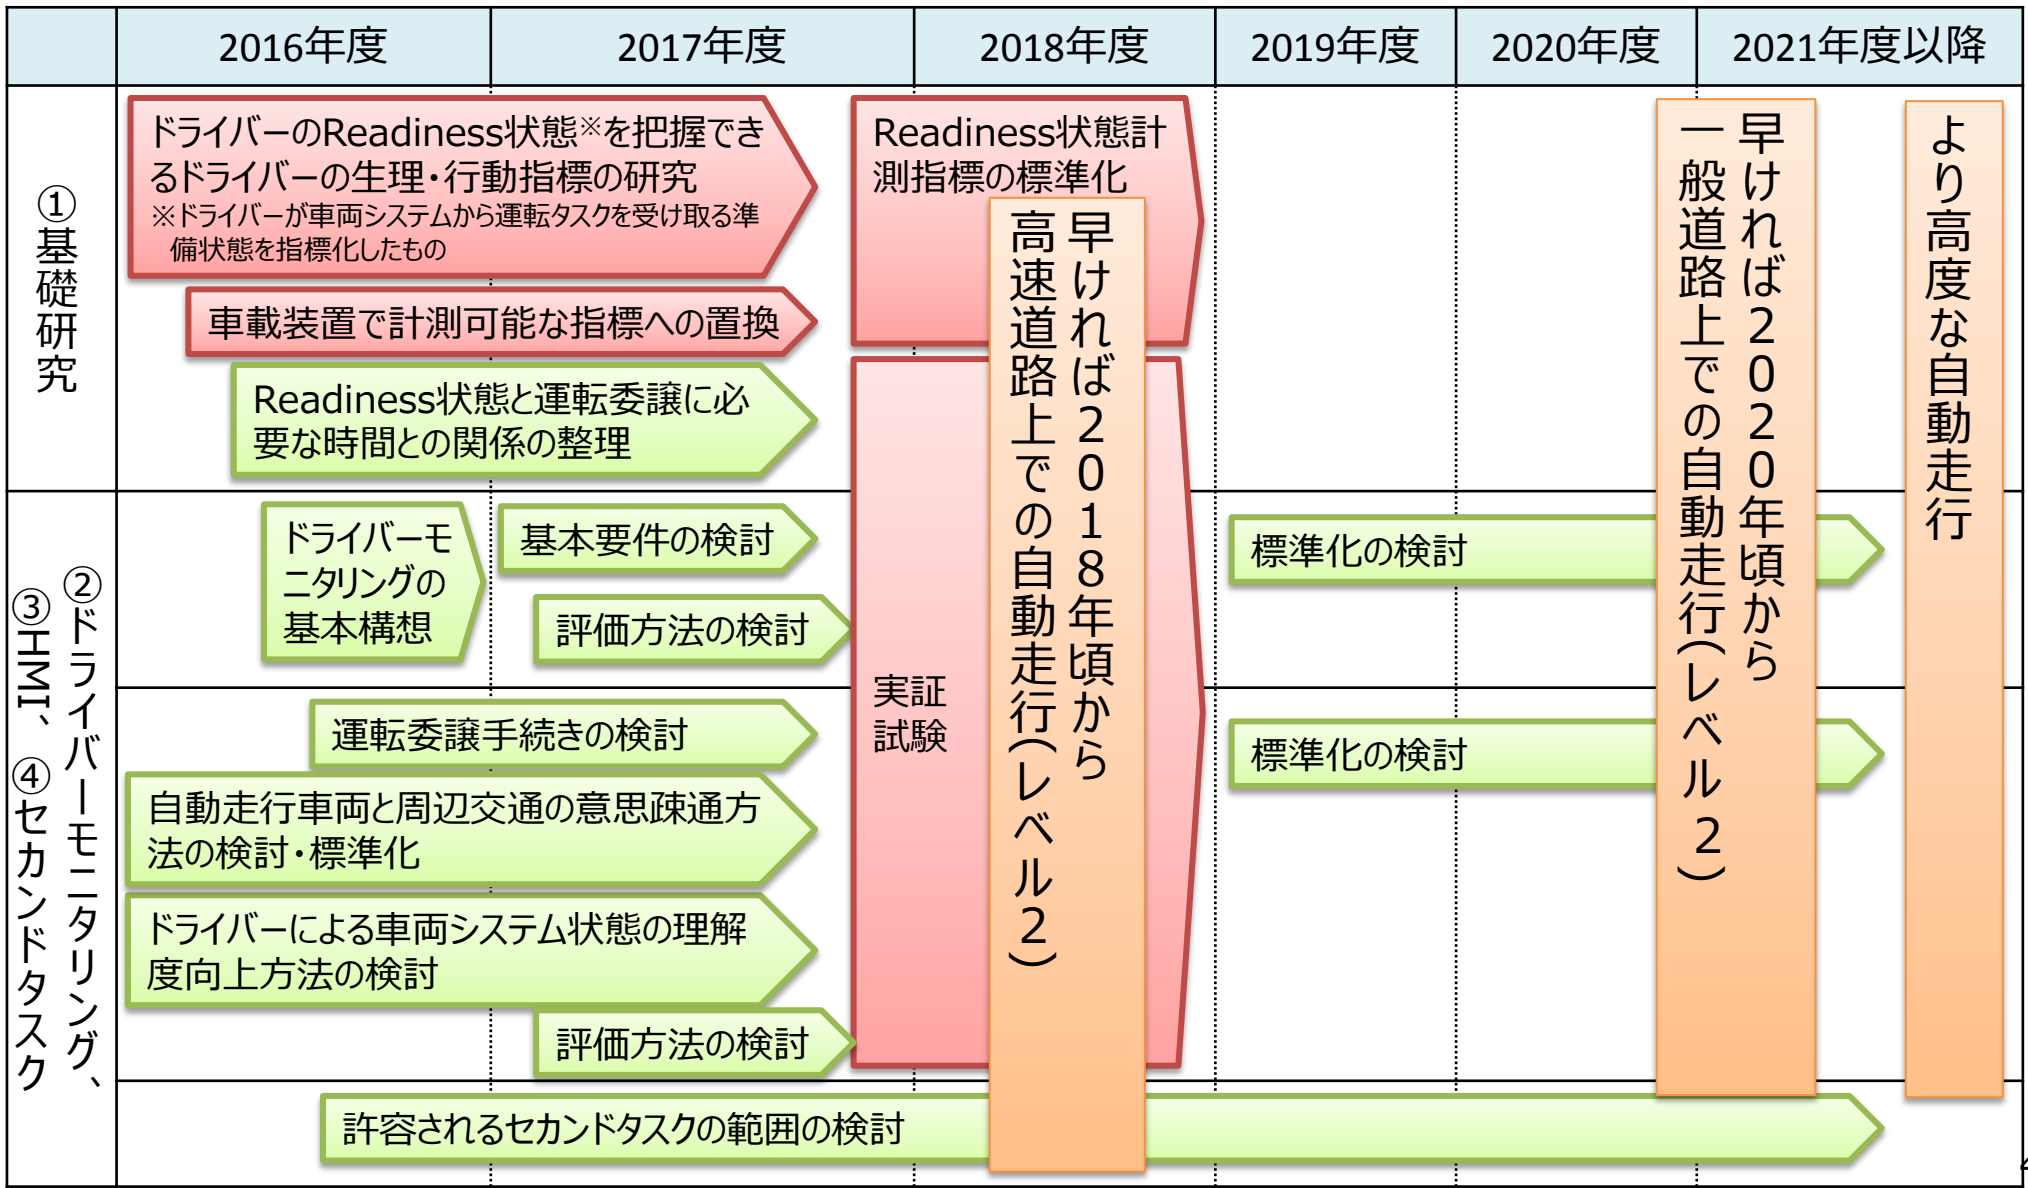 2016年度
2017年度
2018年度
2019年度
2020年度
2021年度以降
①基礎研究
ドライバーのReadiness状態※を把握でき
るドライバーの生理・行動指標の研究
※ドライバーが車両システムから運転タスクを受け取る準
備状態を指標化したもの
車載装置で計測可能な指標への置換
Readiness状態と運転委譲に必
要な時間との関係の整理
Readiness状態計
測指標の標準化
早ければ2018年頃から
高速道路上での自動走行(レベル2)
早ければ2020年頃から
一般道路上での自動走行(レベル2)
より高度な自動走行
②ドライバーモニタリング、
③HMI、④セカンドタスク
ドライバーモ
ニタリングの
基本構想
基本要件の検討
評価方法の検討
実証
試験
標準化の検討
運転委譲手続きの検討
自動走行車両と周辺交通の意思疎通方
法の検討・標準化
ドライバーによる車両システム状態の理解
度向上方法の検討
評価方法の検討
標準化の検討
許容されるセカンドタスクの範囲の検討